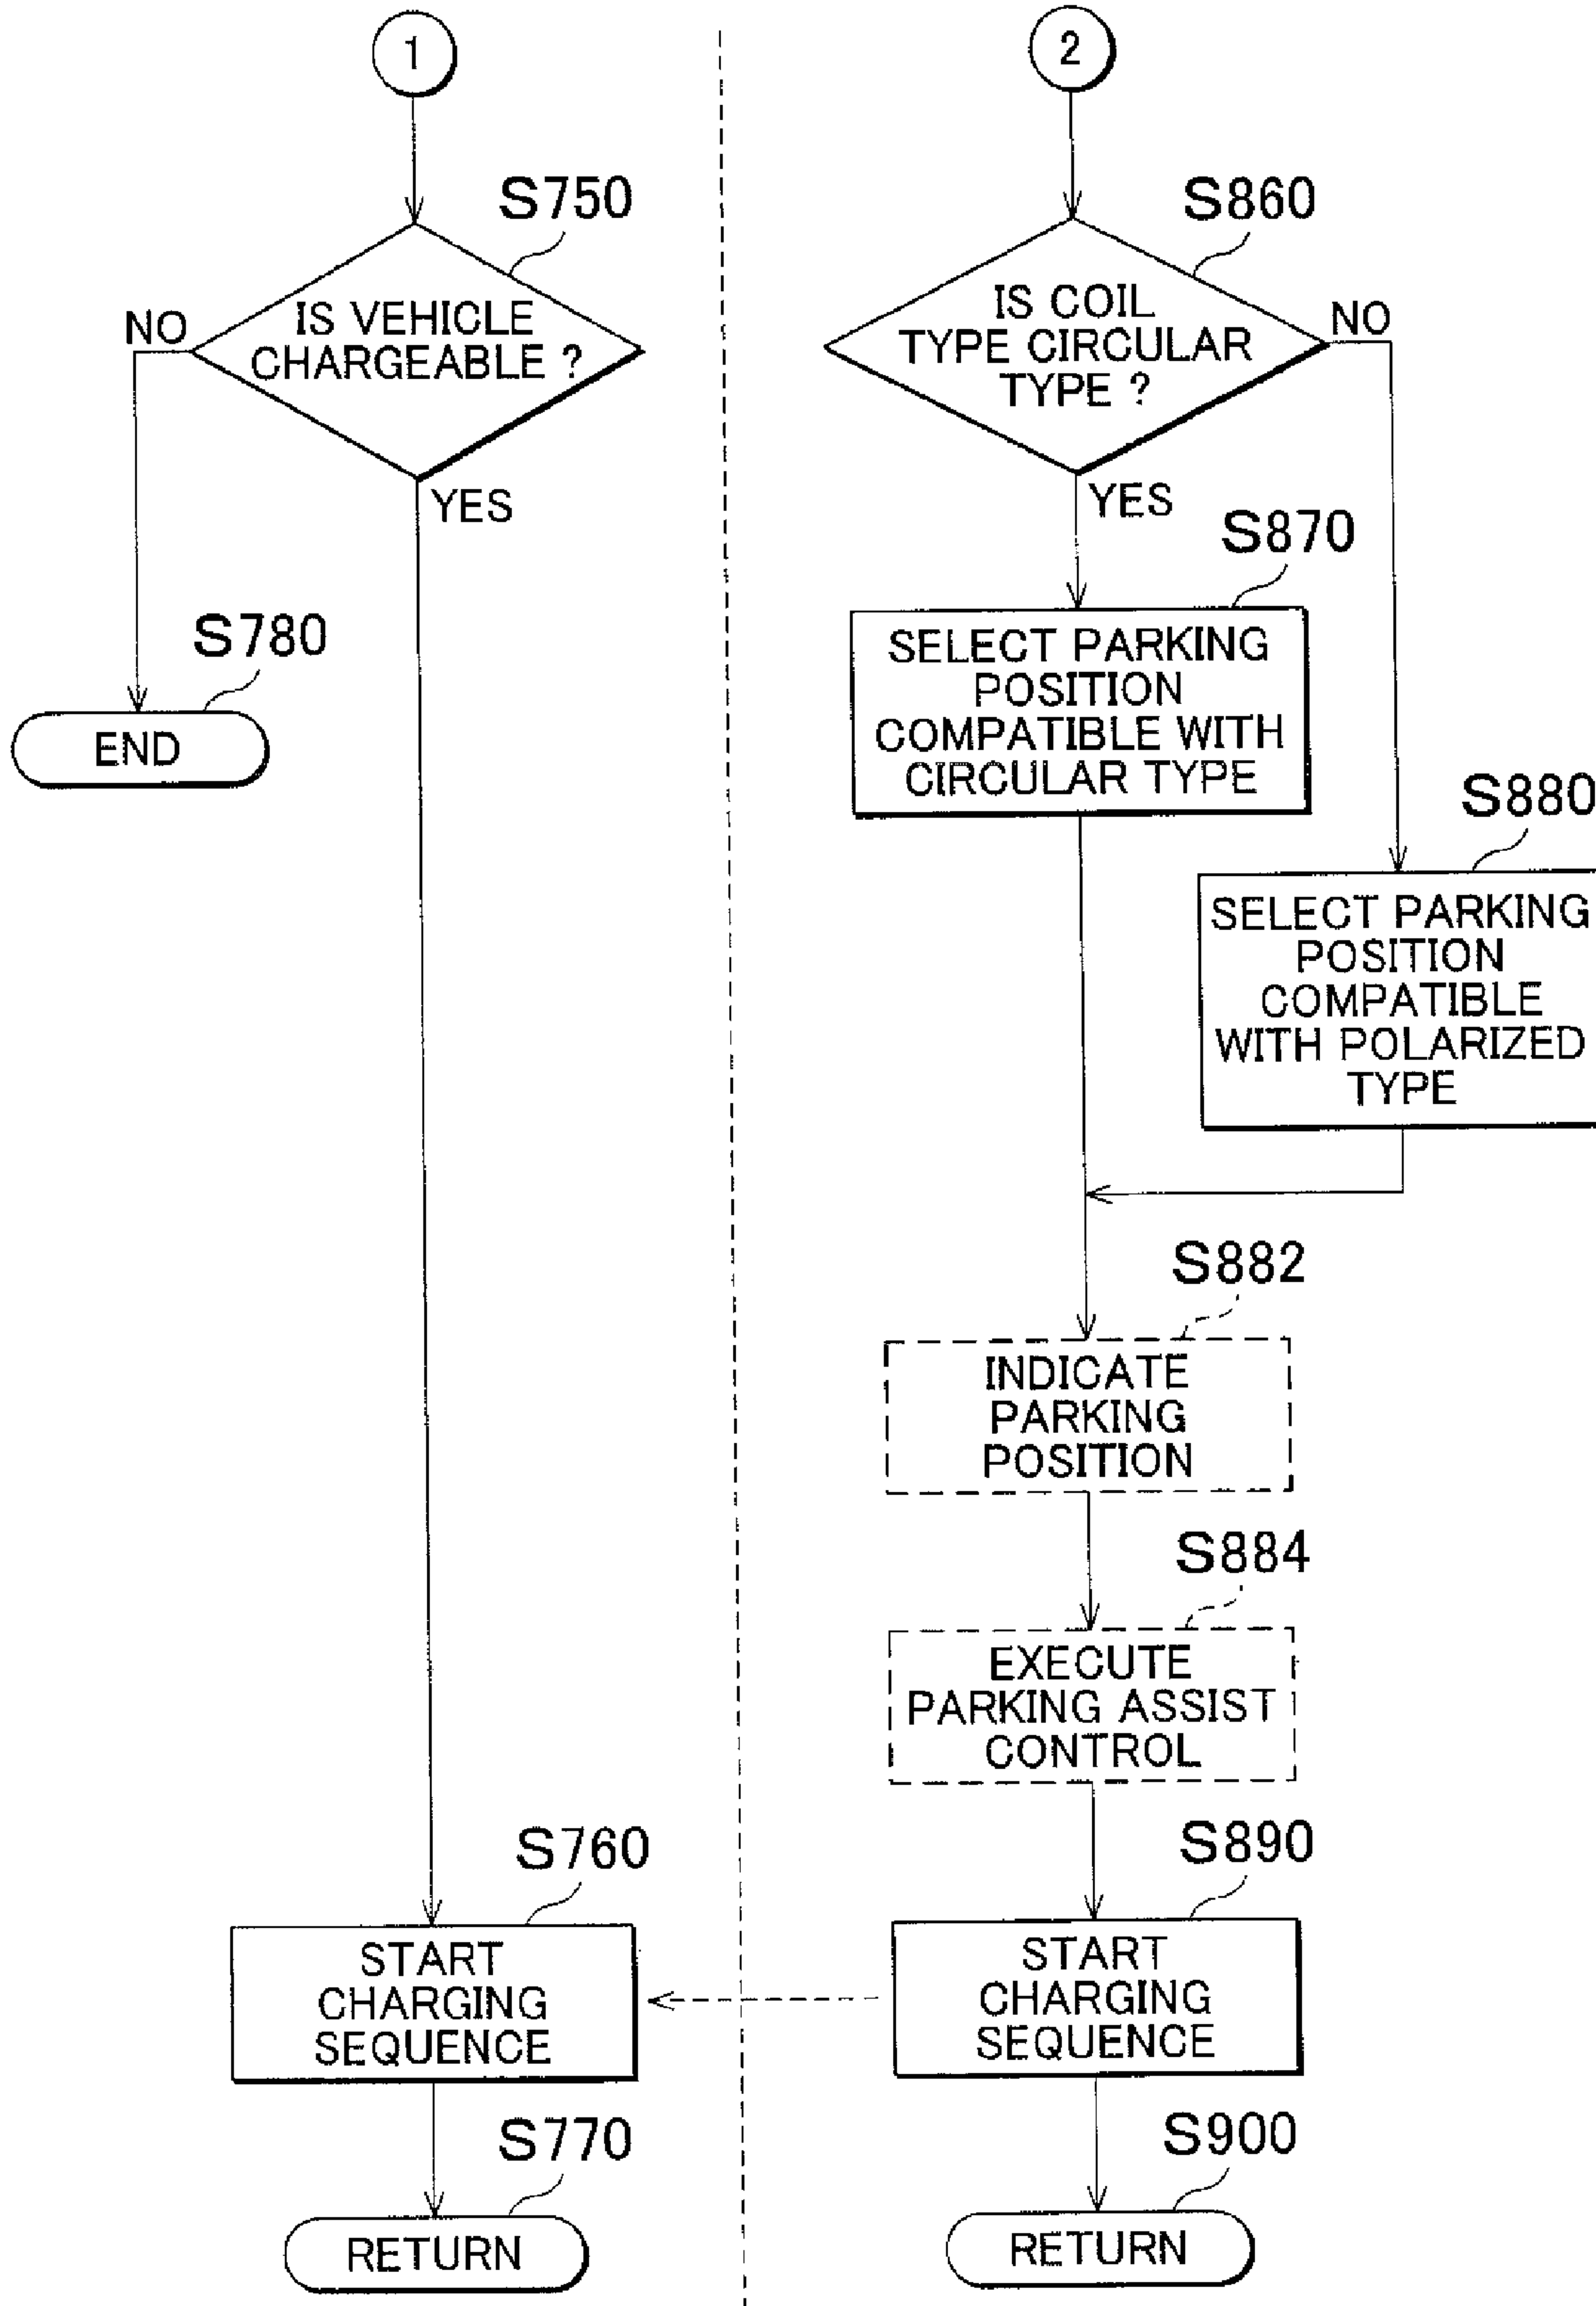 1
S750
IS VEHICLE
CHARGEABLE ?
NO
YES
S780
END
S760
START
CHARGING
SEQUENCE
S770
RETURN
2
S860
IS COIL
TYPE CIRCULAR
TYPE ?
NO
YES
S870
SELECT PARKING
POSITION
COMPATIBLE WITH
CIRCULAR TYPE
S880
SELECT PARKING
POSITION
COMPATIBLE
WITH POLARIZED
TYPE
S882
INDICATE
PARKING
POSITION
S884
EXECUTE
PARKING ASSIST
CONTROL
S890
START
CHARGING
SEQUENCE
S900
RETURN